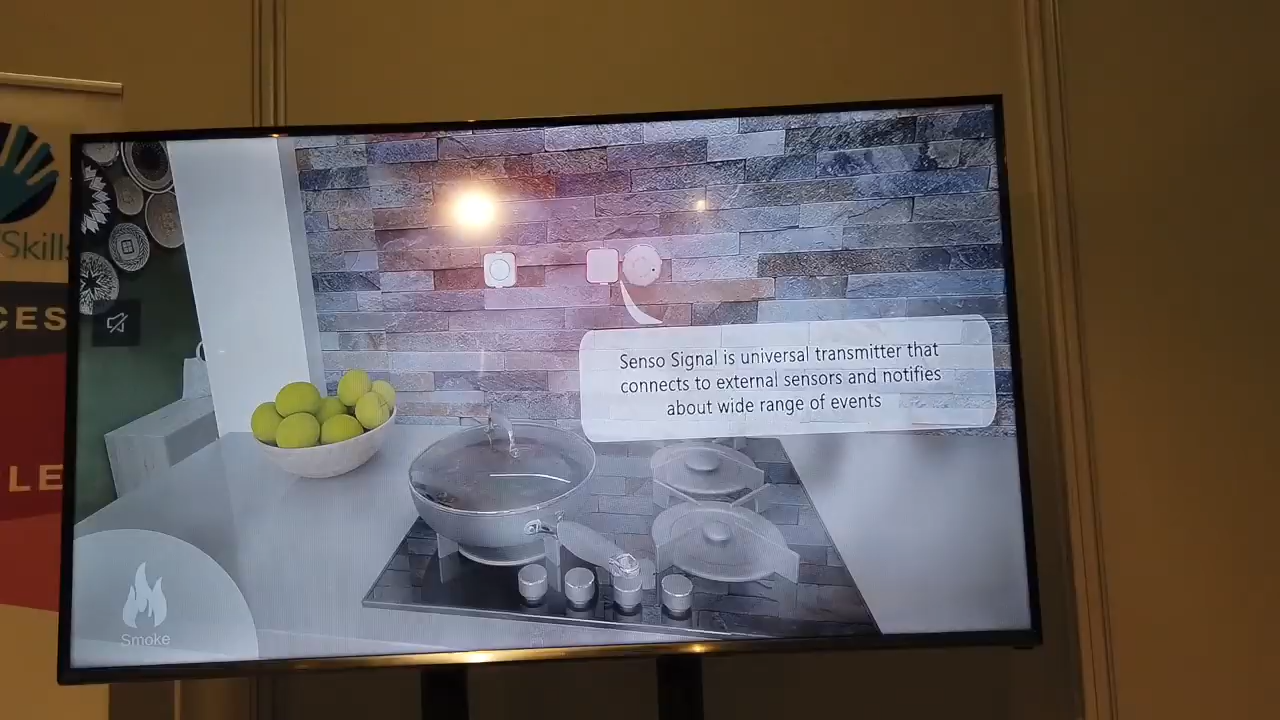 Skills
CES
LE
Senso Signal is universal transmitter that
connects to external sensors and notifies
about wide range of events
Smoke